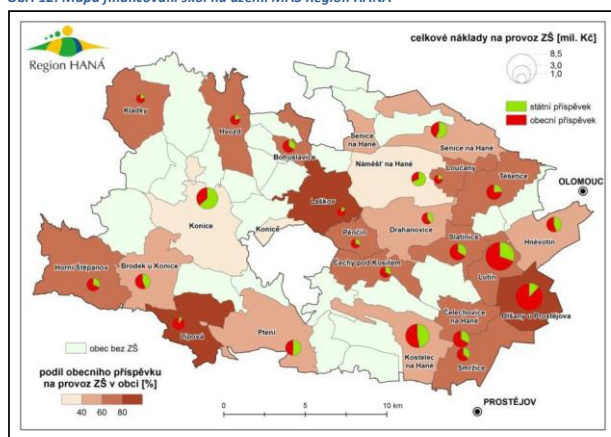 Obr. 12: Mapa financování škol na území MAS Region HANÁ
Region HANÁ
celkové náklady na provoz ZŠ [mil. Kč]
8,5
3,0
1,0
státní příspěvek
obecní příspěvek
Kladky
Hvozd
Bohuslavice
Senice
na Hané
Senice na Hané
Náměšť na Hané
Loučany
Těšetice
OLOMOUC
Laškov
Konice
Konice
Pěnčín
Drahanovice
Slatinice
Hněvotín
Horní Štěpánov
Brodek u Konice
Čechy pod Kosířem
Lutín
Olšany u Prostějova
Čelechovice
na Hané
Lipová
Ptení
Kostelec
na Hané
Smržice
obec bez ZŠ
podíl obecního příspěvku
na provoz ZŠ v obci [%]
40 60 80
0 5 10 km
PROSTĚJOV